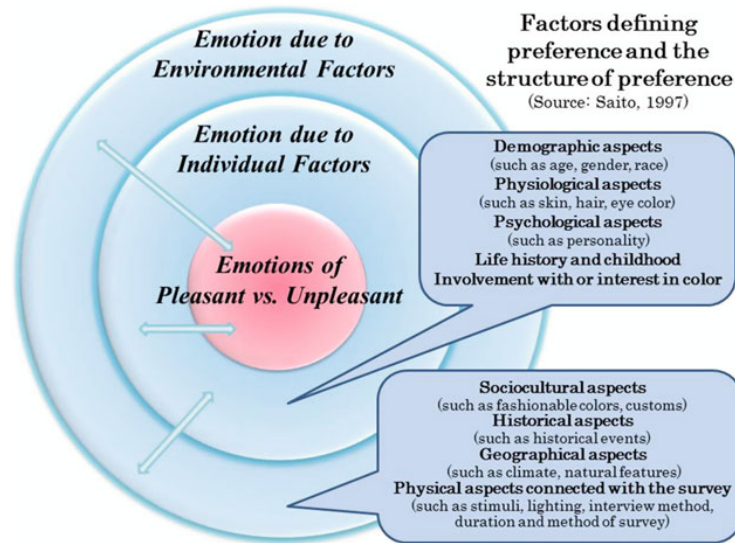 Factors defining
preference and the
structure of preference
(Source: Saito, 1997)
Emotion due to
Environmental Factors
Emotion due to
Individual Factors
Emotions of
Pleasant vs. Unpleasant
Demographic aspects
(such as age, gender, race)
Physiological aspects
(such as skin, hair, eye color)
Psychological aspects
(such as personality)
Life history and childhood
Involvement with or interest in color
Sociocultural aspects
(such as fashionable colors, customs)
Historical aspects
(such as historical events)
Geographical aspects
(such as climate, natural features)
Physical aspects connected with the survey
(such as stimuli, lighting, interview method,
duration and method of survey)